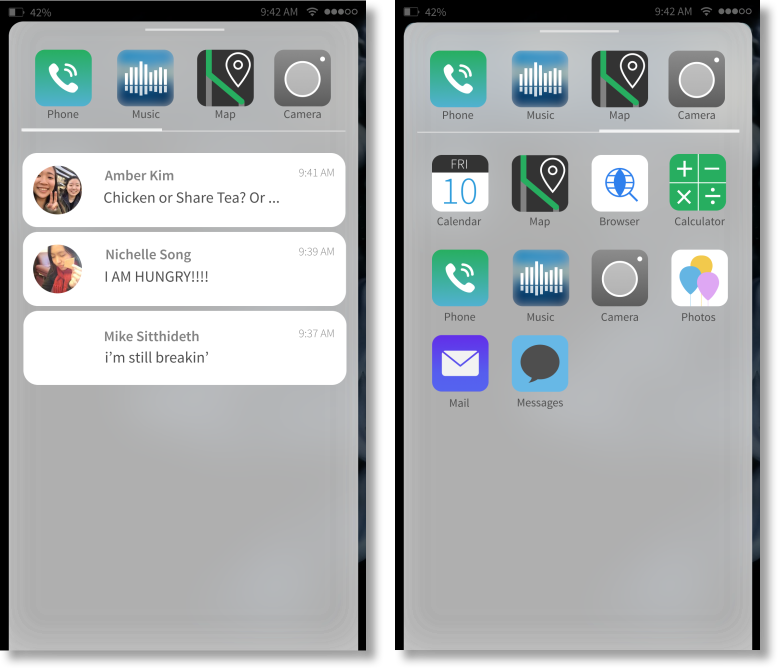 42% 9:42 AM
Phone Music Map Camera
Amber Kim 9:41 AM
Chicken or Share Tea? Or ...
Nichelle Song 9:39 AM
I AM HUNGRY!!!!
Mike Sitthideth 9:37 AM
i'm still breakin'
42% 9:42 AM
Phone Music Map Camera
FRI
10
Calendar Map Browser Calculator
Phone Music Camera Photos
Mail Messages